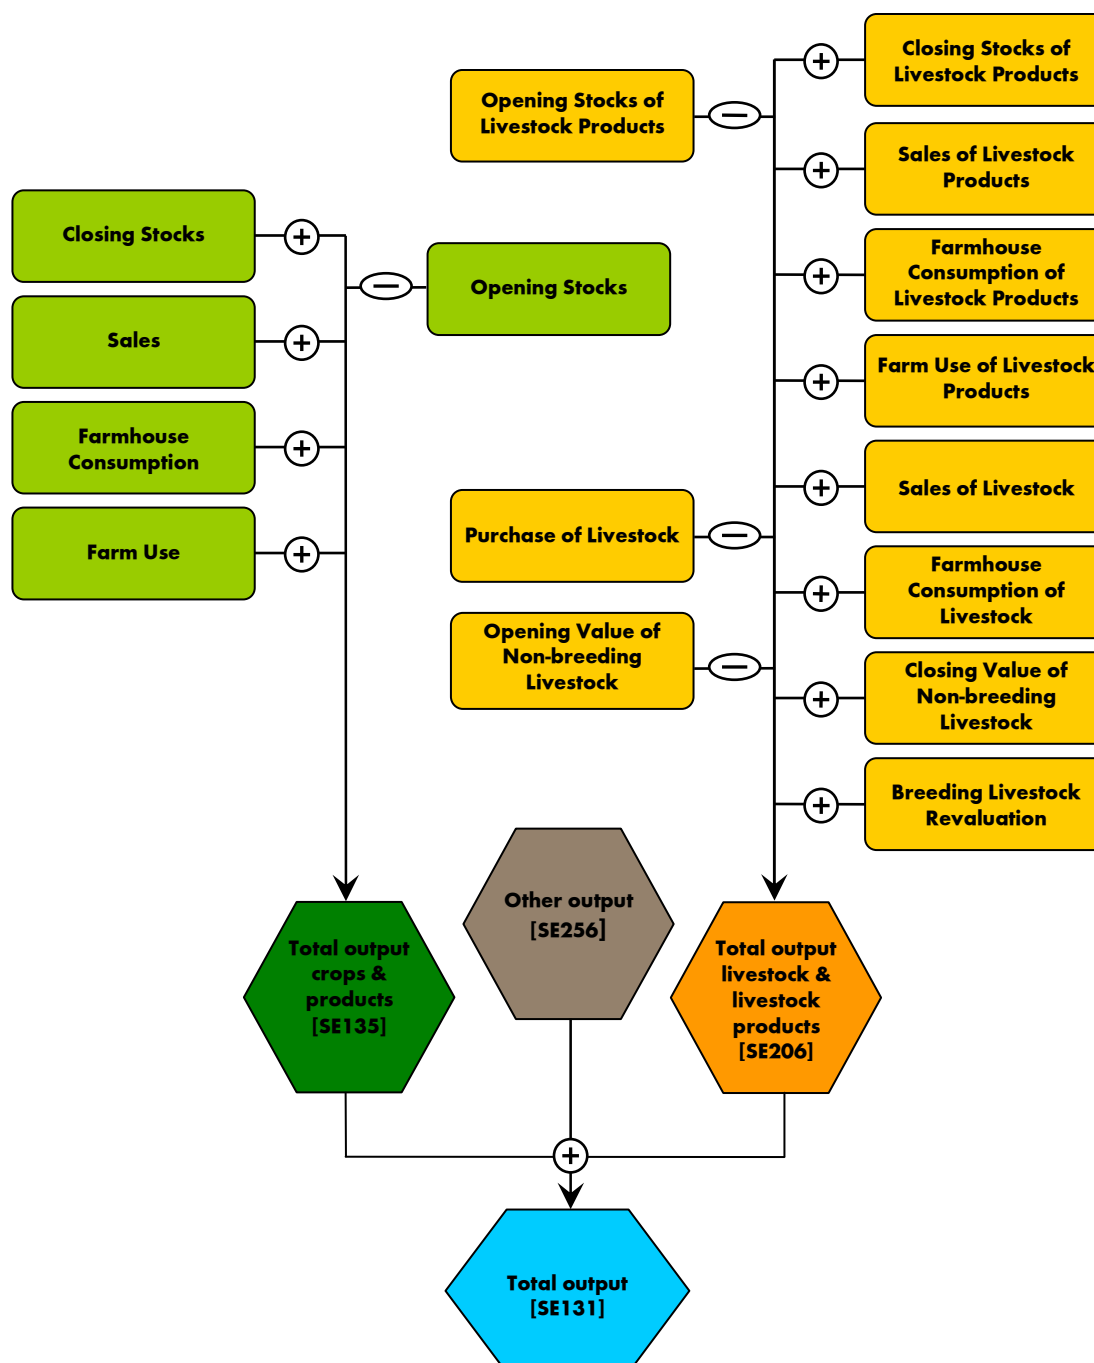 Closing Stocks of
Livestock Products
Opening Stocks of
Livestock Products
Sales of Livestock
Products
Closing Stocks
Farmhouse
Consumption of
Livestock Products
Opening Stocks
Sales
Farm Use of Livestock
Products
Farmhouse
Consumption
Sales of Livestock
Purchase of Livestock
Farm Use
Farmhouse
Consumption of
Livestock
Opening Value of
Non-breeding
Livestock
Closing Value of
Non-breeding
Livestock
Breeding Livestock
Revaluation
Other output
[SE256]
Total output
crops &
products
[SE135]
Total output
livestock &
livestock
products
[SE206]
Total output
[SE131]